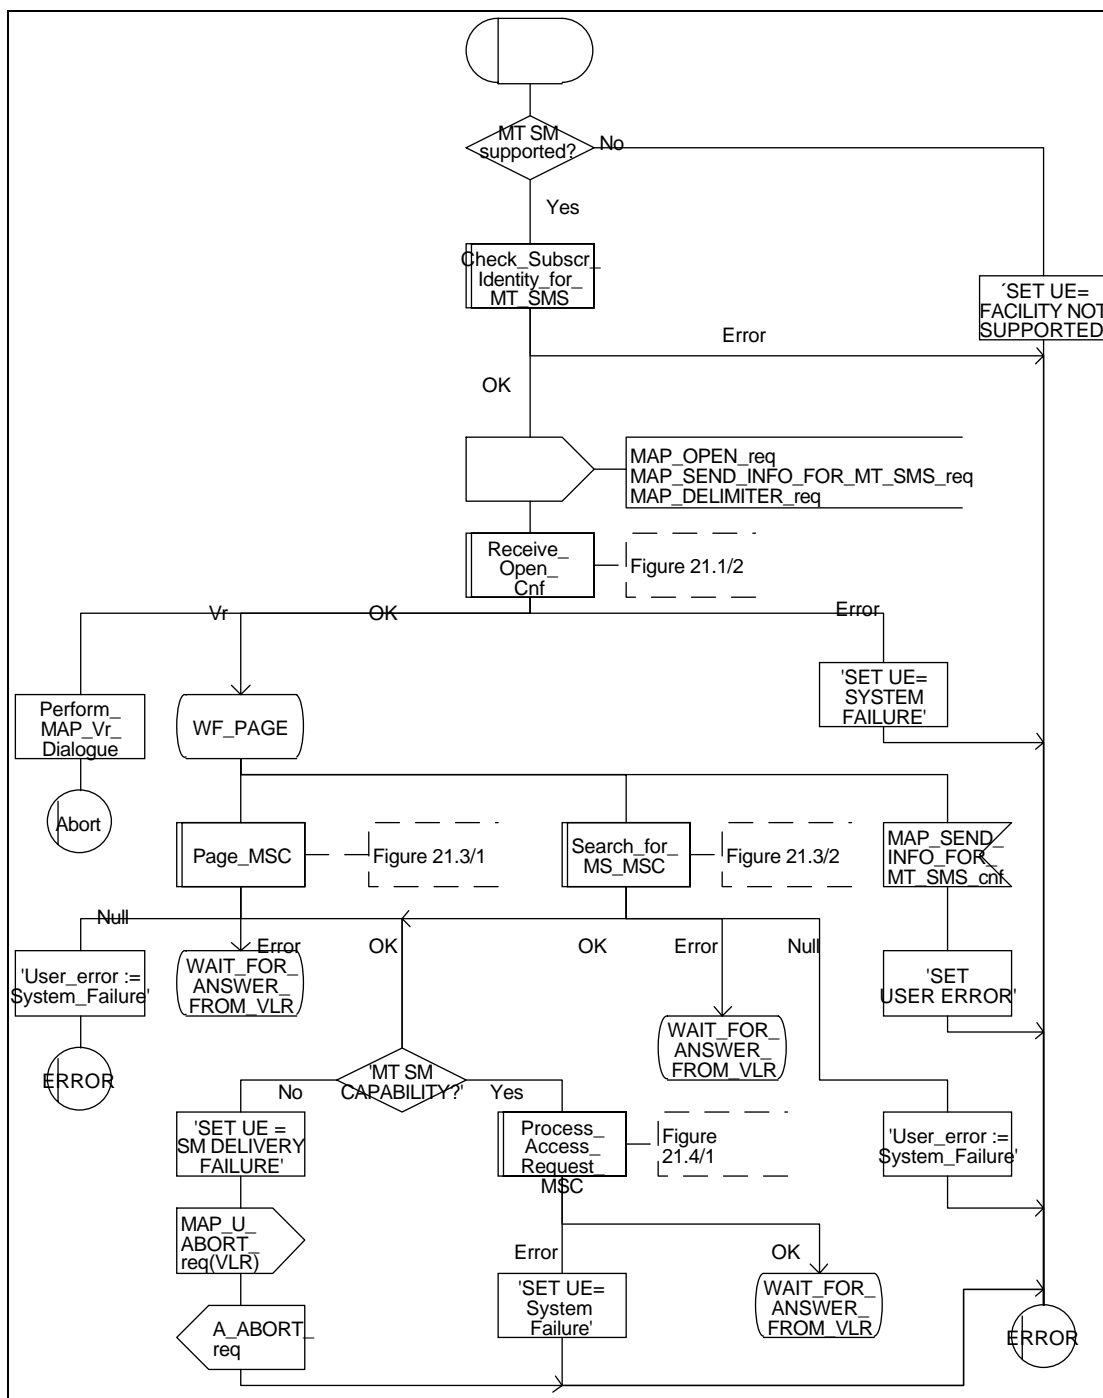 MT SM
supported?
No
Yes
Check_Subscr_
Identity_for_
MT_SMS
´SET UE=
FACILITY NOT
SUPPORTED
Error
OK
MAP_OPEN_req
MAP_SEND_INFO_FOR_MT_SMS_req
MAP_DELIMITER_req
Receive_
Open_
Cnf
Figure 21.1/2
Vr
OK
Error
'SET UE=
SYSTEM
FAILURE'
Perform_
MAP_Vr_
Dialogue
WF_PAGE
Abort
Page_MSC
Figure 21.3/1
Search_for_
MS_MSC
Figure 21.3/2
MAP_SEND_
INFO_FOR_
MT_SMS_cnf
Null
Error
OK
OK
Error
Null
'User_error :=
System_Failure'
WAIT_FOR_
ANSWER_
FROM_VLR
'SET
USER ERROR'
WAIT_FOR_
ANSWER_
FROM_VLR
ERROR
'MT SM
CAPABILITY?'
No
Yes
'SET UE =
SM DELIVERY
FAILURE'
Process_
Access_
Request_
MSC
Figure
21.4/1
'User_error :=
System_Failure'
MAP_U_
ABORT_
req(VLR)
Error
OK
'SET UE=
System
Failure'
WAIT_FOR_
ANSWER_
FROM_VLR
A_ABORT_
req
ERROR